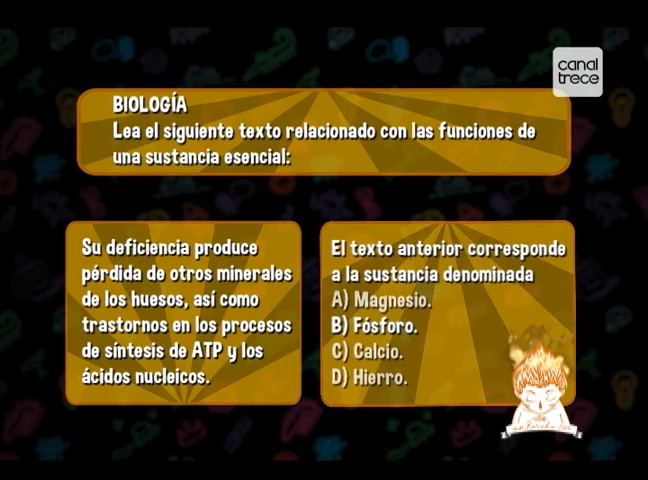 canal
trece
BIOLOGÍA
Lea el siguiente texto relacionado con las funciones de
una sustancia esencial:
Su deficiencia produce
pérdida de otros minerales
de los huesos, así como
trastornos en los procesos
de síntesis de ATP y los
ácidos nucleicos.
El texto anterior corresponde
a la sustancia denominada
A) Magnesio.
B) Fósforo.
C) Calcio.
D) Hierro.